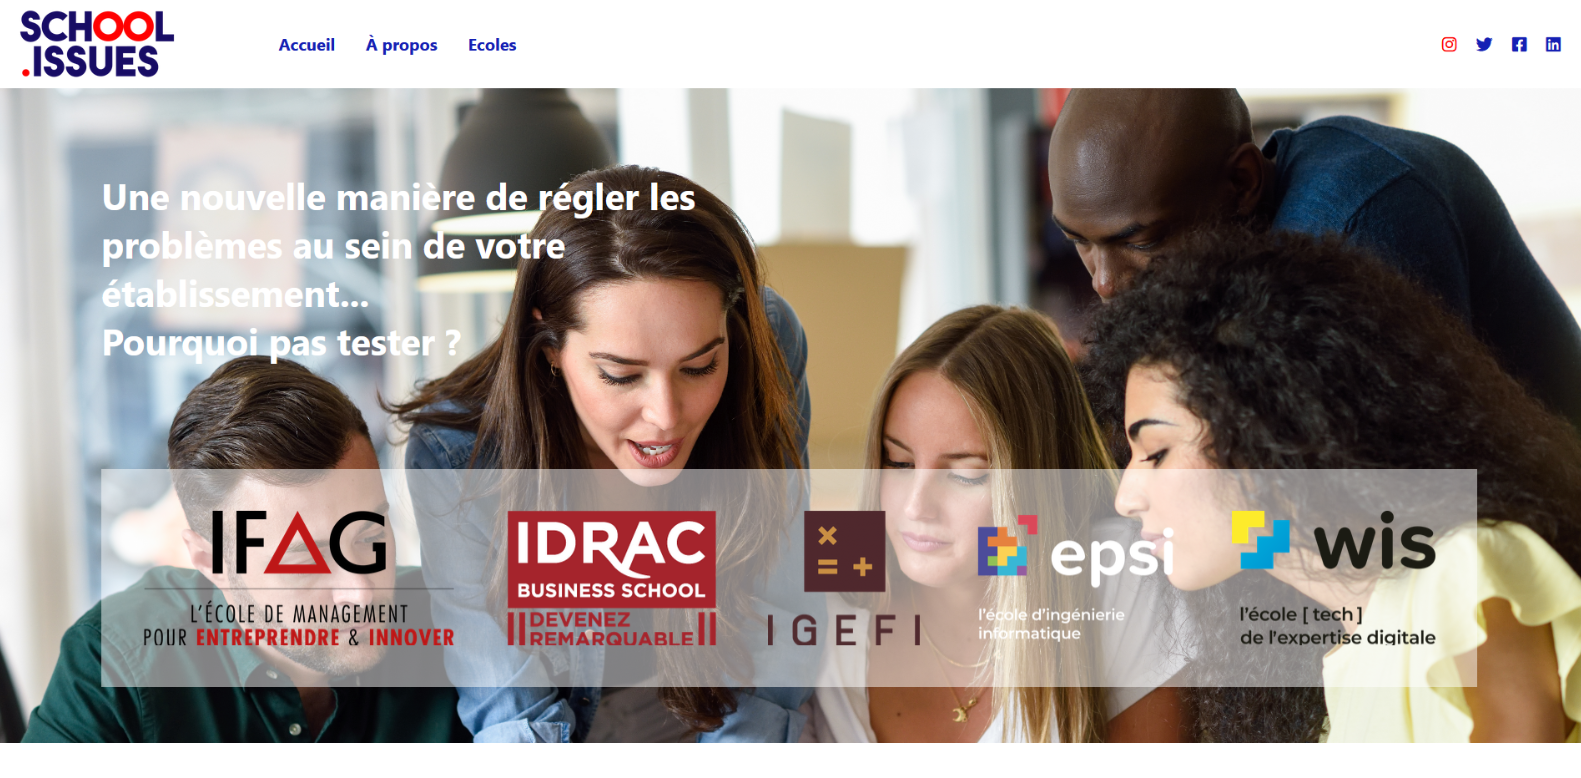 SCHOOL
.ISSUES
Accueil À propos Ecoles
Une nouvelle manière de régler les
problèmes au sein de votre
établissement...
Pourquoi pas tester ?
IFAG
L'ÉCOLE DE MANAGEMENT
POUR ENTREPRENDRE & INNOVER
IDRAC
BUSINESS SCHOOL
DEVENEZ
REMARQUABLE
IGEFI
epsi
l'école d'ingénierie
informatique
wis
l'école [ tech ]
de l'expertise digitale